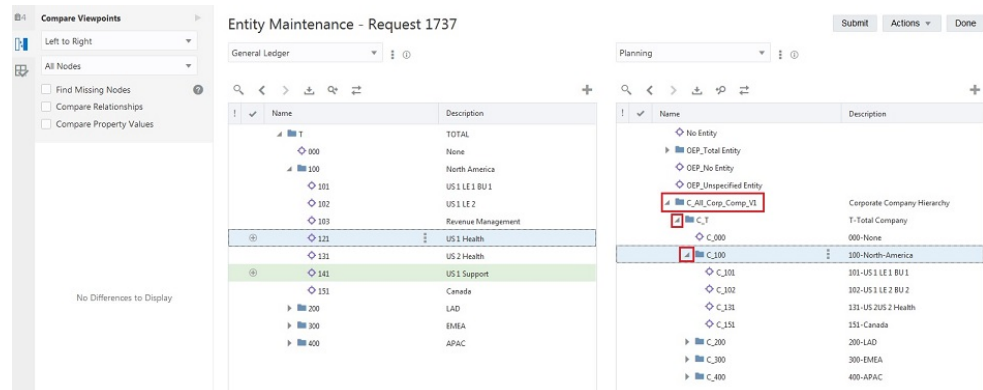 4
Compare Viewpoints
Left to Right
All Nodes
Find Missing Nodes
Compare Relationships
Compare Property Values
No Differences to Display
Entity Maintenance - Request 1737
Submit Actions Done
General Ledger
! Name Description
T TOTAL
000 None
100 North America
101 US 1 LE 1 BU 1
102 US 1 LE 2
103 Revenue Management
121 US 1 Health
131 US 2 Health
141 US 1 Support
151 Canada
200 LAD
300 EMEA
400 APAC
Planning
! Name Description
No Entity
OEP_Total Entity
OEP_No Entity
OEP_Unspecified Entity
C_All_Corp_Comp_V1 Corporate Company Hierarchy
C_T T-Total Company
C_000 000-None
C_100 100-North-America
C_101 101-US 1 LE 1 BU 1
C_102 102-US 1 LE 2 BU 2
C_131 131-US 2US 2 Health
C_151 151-Canada
C_200 200-LAD
C_300 300-EMEA
C_400 400-APAC